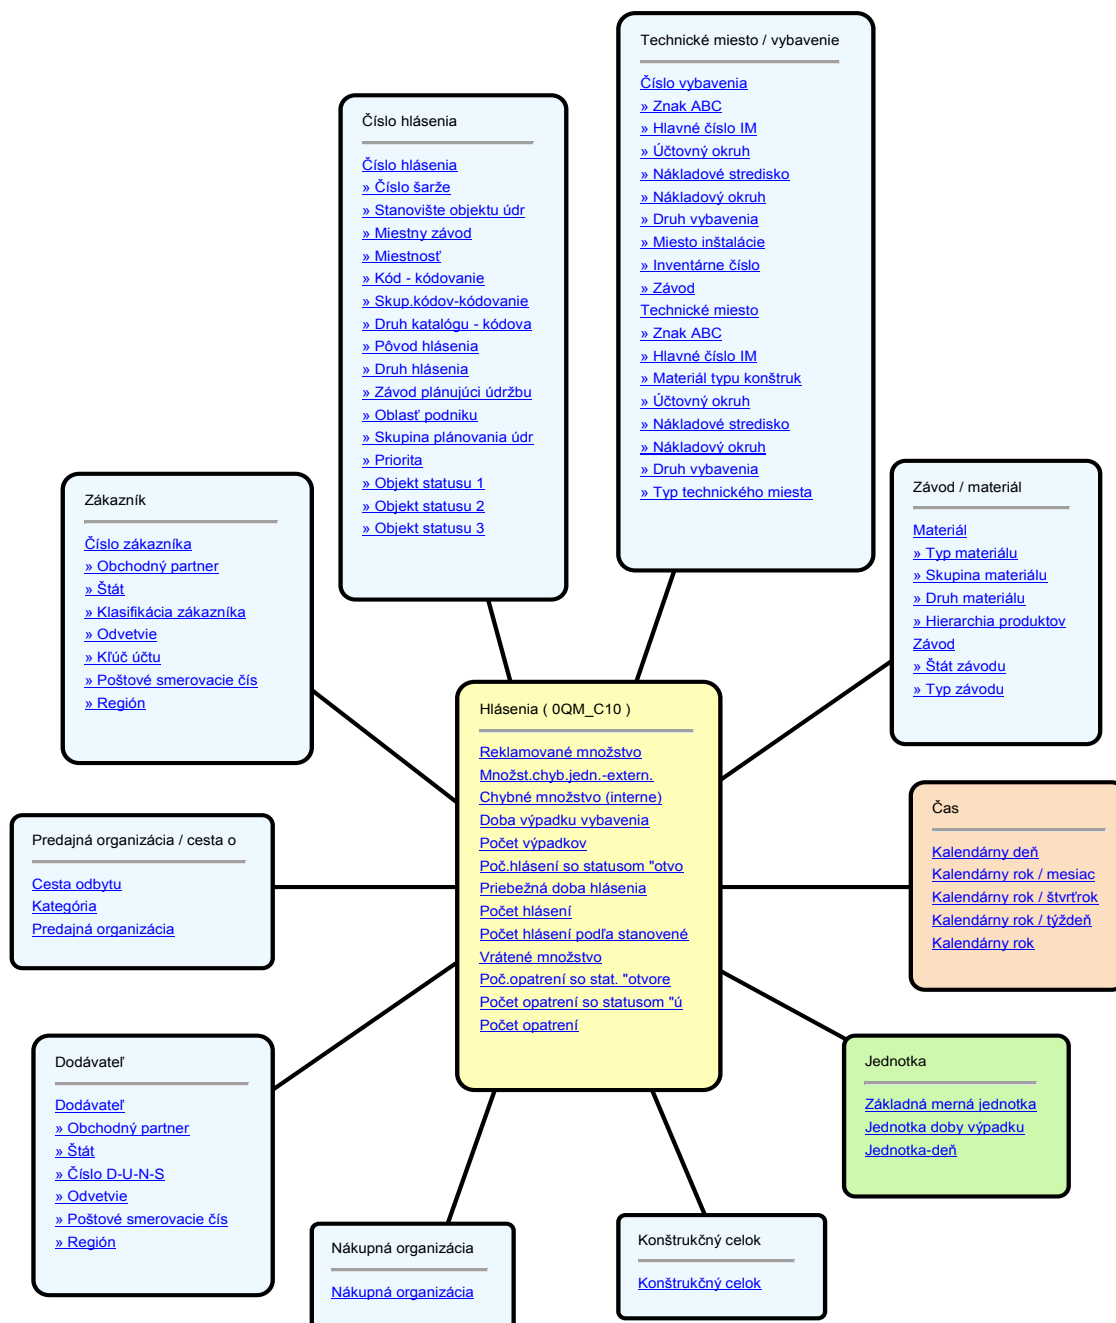 Technické miesto / vybavenie
Číslo vybavenia
» Znak ABC
» Hlavné číslo IM
» Účtovný okruh
» Nákladové stredisko
» Nákladový okruh
» Druh vybavenia
» Miesto inštalácie
» Inventárne číslo
» Závod
Technické miesto
» Znak ABC
» Hlavné číslo IM
» Materiál typu konštruk
» Účtovný okruh
» Nákladové stredisko
» Nákladový okruh
» Druh vybavenia
» Typ technického miesta
Číslo hlásenia
Číslo hlásenia
» Číslo šarže
» Stanovište objektu údr
» Miestny závod
» Miestnosť
» Kód - kódovanie
» Skup.kódov-kódovanie
» Druh katalógu - kódova
» Pôvod hlásenia
» Druh hlásenia
» Závod plánujúci údržbu
» Oblasť podniku
» Skupina plánovania údr
» Priorita
» Objekt statusu 1
» Objekt statusu 2
» Objekt statusu 3
Zákazník
Číslo zákazníka
» Obchodný partner
» Štát
» Klasifikácia zákazníka
» Odvetvie
» Kľúč účtu
» Poštové smerovacie čís
» Región
Závod / materiál
Materiál
» Typ materiálu
» Skupina materiálu
» Druh materiálu
» Hierarchia produktov
Závod
» Štát závodu
» Typ závodu
Hlásenia ( 0QM_C10 )
Reklamované množstvo
Množst.chyb.jedn.-extern.
Chybné množstvo (interne)
Doba výpadku vybavenia
Počet výpadkov
Poč.hlásení so statusom "otvo
Priebežná doba hlásenia
Počet hlásení
Počet hlásení podľa stanovené
Vrátené množstvo
Poč.opatrení so stat. "otvore
Počet opatrení so statusom "ú
Počet opatrení
Predajná organizácia / cesta o
Cesta odbytu
Kategória
Predajná organizácia
Čas
Kalendárny deň
Kalendárny rok / mesiac
Kalendárny rok / štvrťrok
Kalendárny rok / týždeň
Kalendárny rok
Dodávateľ
Dodávateľ
» Obchodný partner
» Štát
» Číslo D-U-N-S
» Odvetvie
» Poštové smerovacie čís
» Región
Jednotka
Základná merná jednotka
Jednotka doby výpadku
Jednotka-deň
Nákupná organizácia
Nákupná organizácia
Konštrukčný celok
Konštrukčný celok